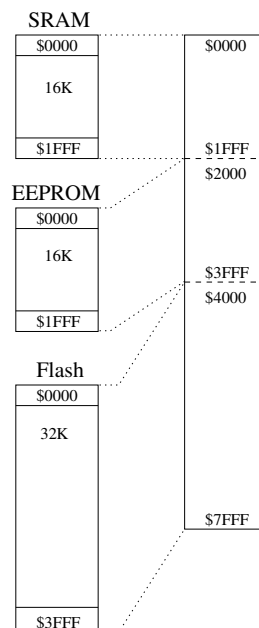 SRAM
$0000
16K
$1FFF
EEPROM
$0000
16K
$1FFF
Flash
$0000
32K
$3FFF
$0000
$1FFF
$2000
$3FFF
$4000
$7FFF